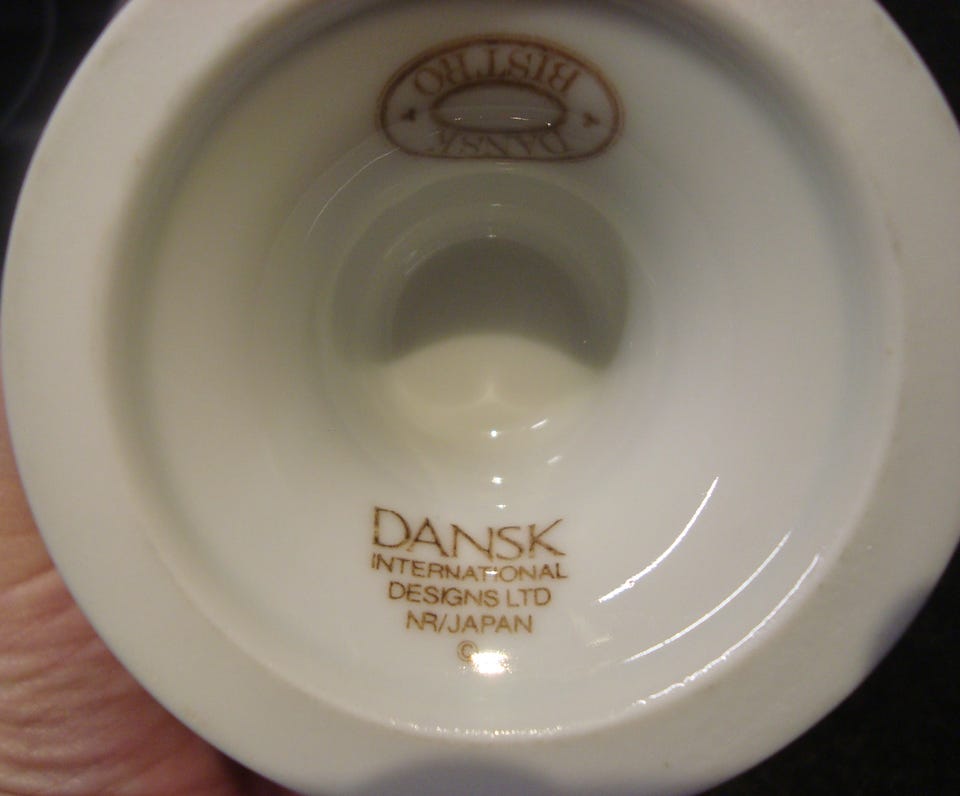 BISTRO
DANSK
DANSK
INTERNATIONAL
DESIGNS LTD
NR/JAPAN
©